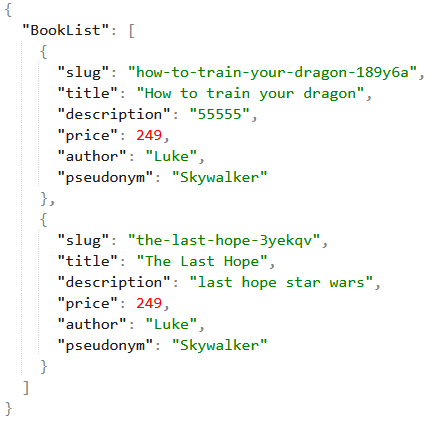 {
  "BookList": [
    {
      "slug": "how-to-train-your-dragon-189y6a",
      "title": "How to train your dragon",
      "description": "55555",
      "price": 249,
      "author": "Luke",
      "pseudonym": "Skywalker"
    },
    {
      "slug": "the-last-hope-3yekqv",
      "title": "The Last Hope",
      "description": "last hope star wars",
      "price": 249,
      "author": "Luke",
      "pseudonym": "Skywalker"
    }
  ]
}